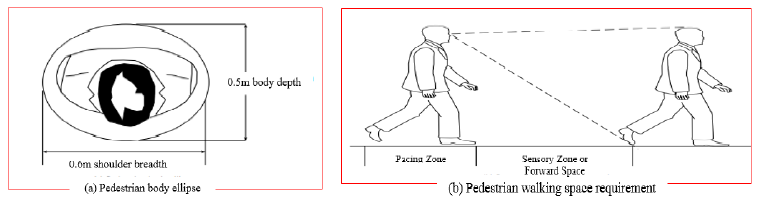 0.5m body depth
0.6m shoulder breadth
(a) Pedestrian body ellipse
Pacing Zone
Sensory Zone or
Forward Space
(b) Pedestrian walking space requirement